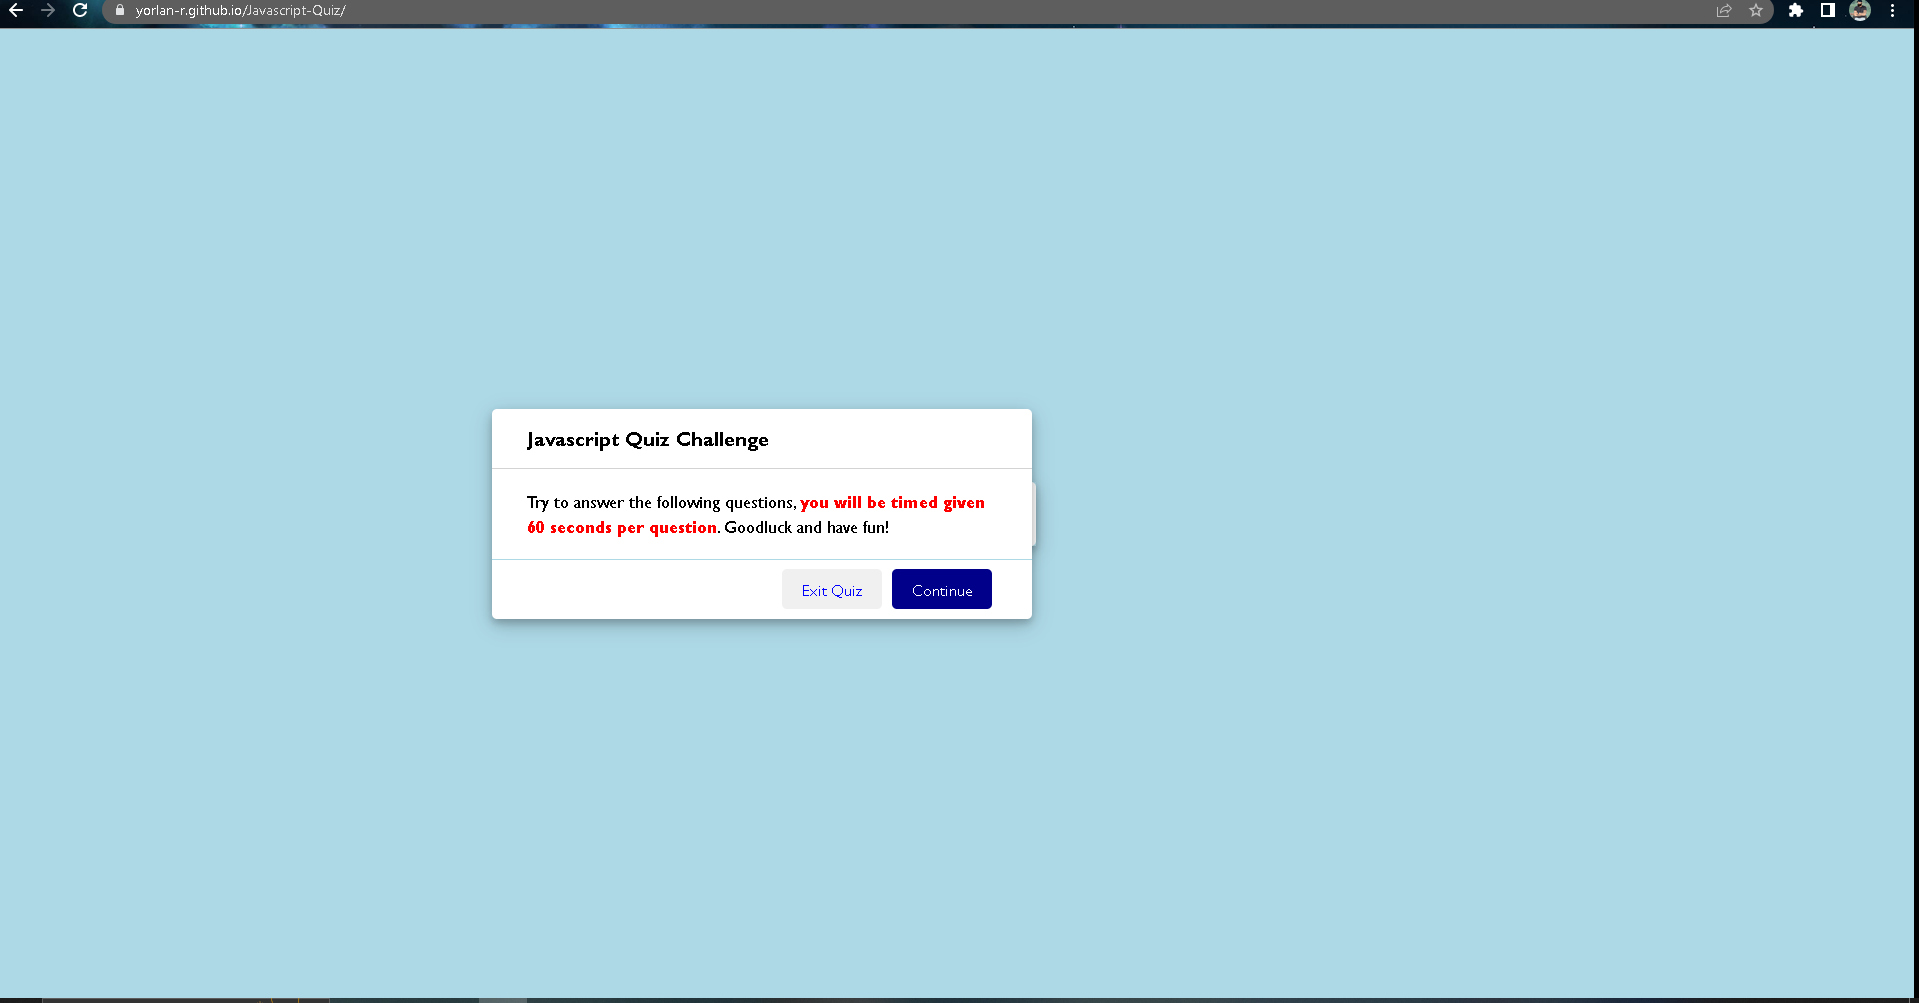 yorlan-r.github.io/Javascript-Quiz/
Javascript Quiz Challenge
Try to answer the following questions, you will be timed given
60 seconds per question. Goodluck and have fun!
Exit Quiz
Continue